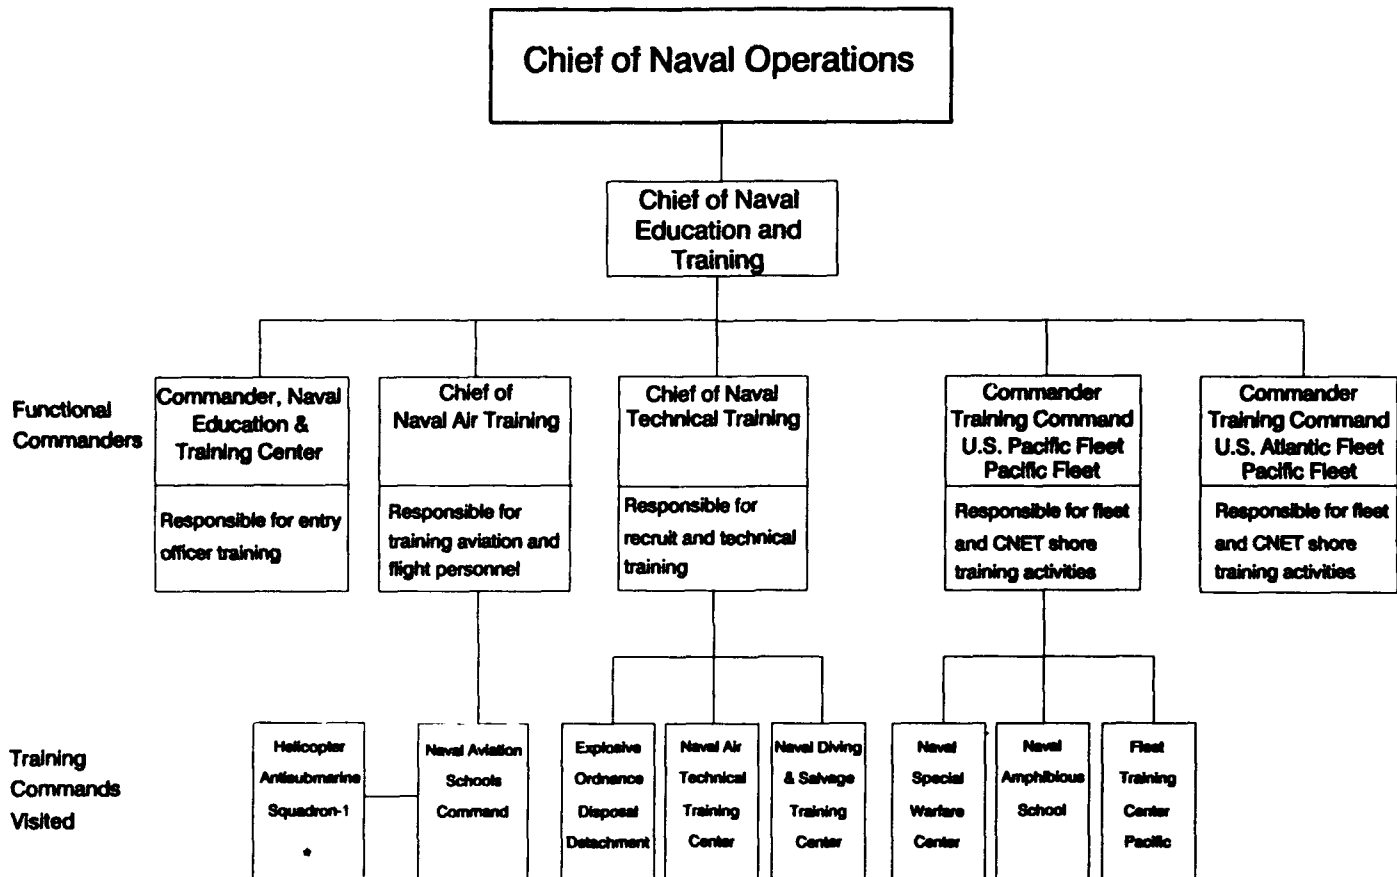 Chief of Naval Operations
Chief of Naval
Education and
Training
Functional
Commanders
Commander, Naval
Education &
Training Center
Responsible for entry
officer training
Chief of
Naval Air Training
Responsible for
training aviation and
flight personnel
Chief of Naval
Technical Training
Responsible for
recruit and technical
training
Commander
Training Command
U.S. Pacific Fleet
Pacific Fleet
Responsible for fleet
and CNET shore
training activities
Commander
Training Command
U.S. Atlantic Fleet
Pacific Fleet
Responsible for fleet
and CNET shore
training activities
Training
Commands
Visited
Helicopter
Antisubmarine
Squadron-1
*
Naval Aviation
Schools
Command
Explosive
Ordnance
Disposal
Detachment
Naval Air
Technical
Training
Center
Naval Diving
& Salvage
Training
Center
Naval
Special
Warfare
Center
Naval
Amphibious
School
Fleet
Training
Center
Pacific